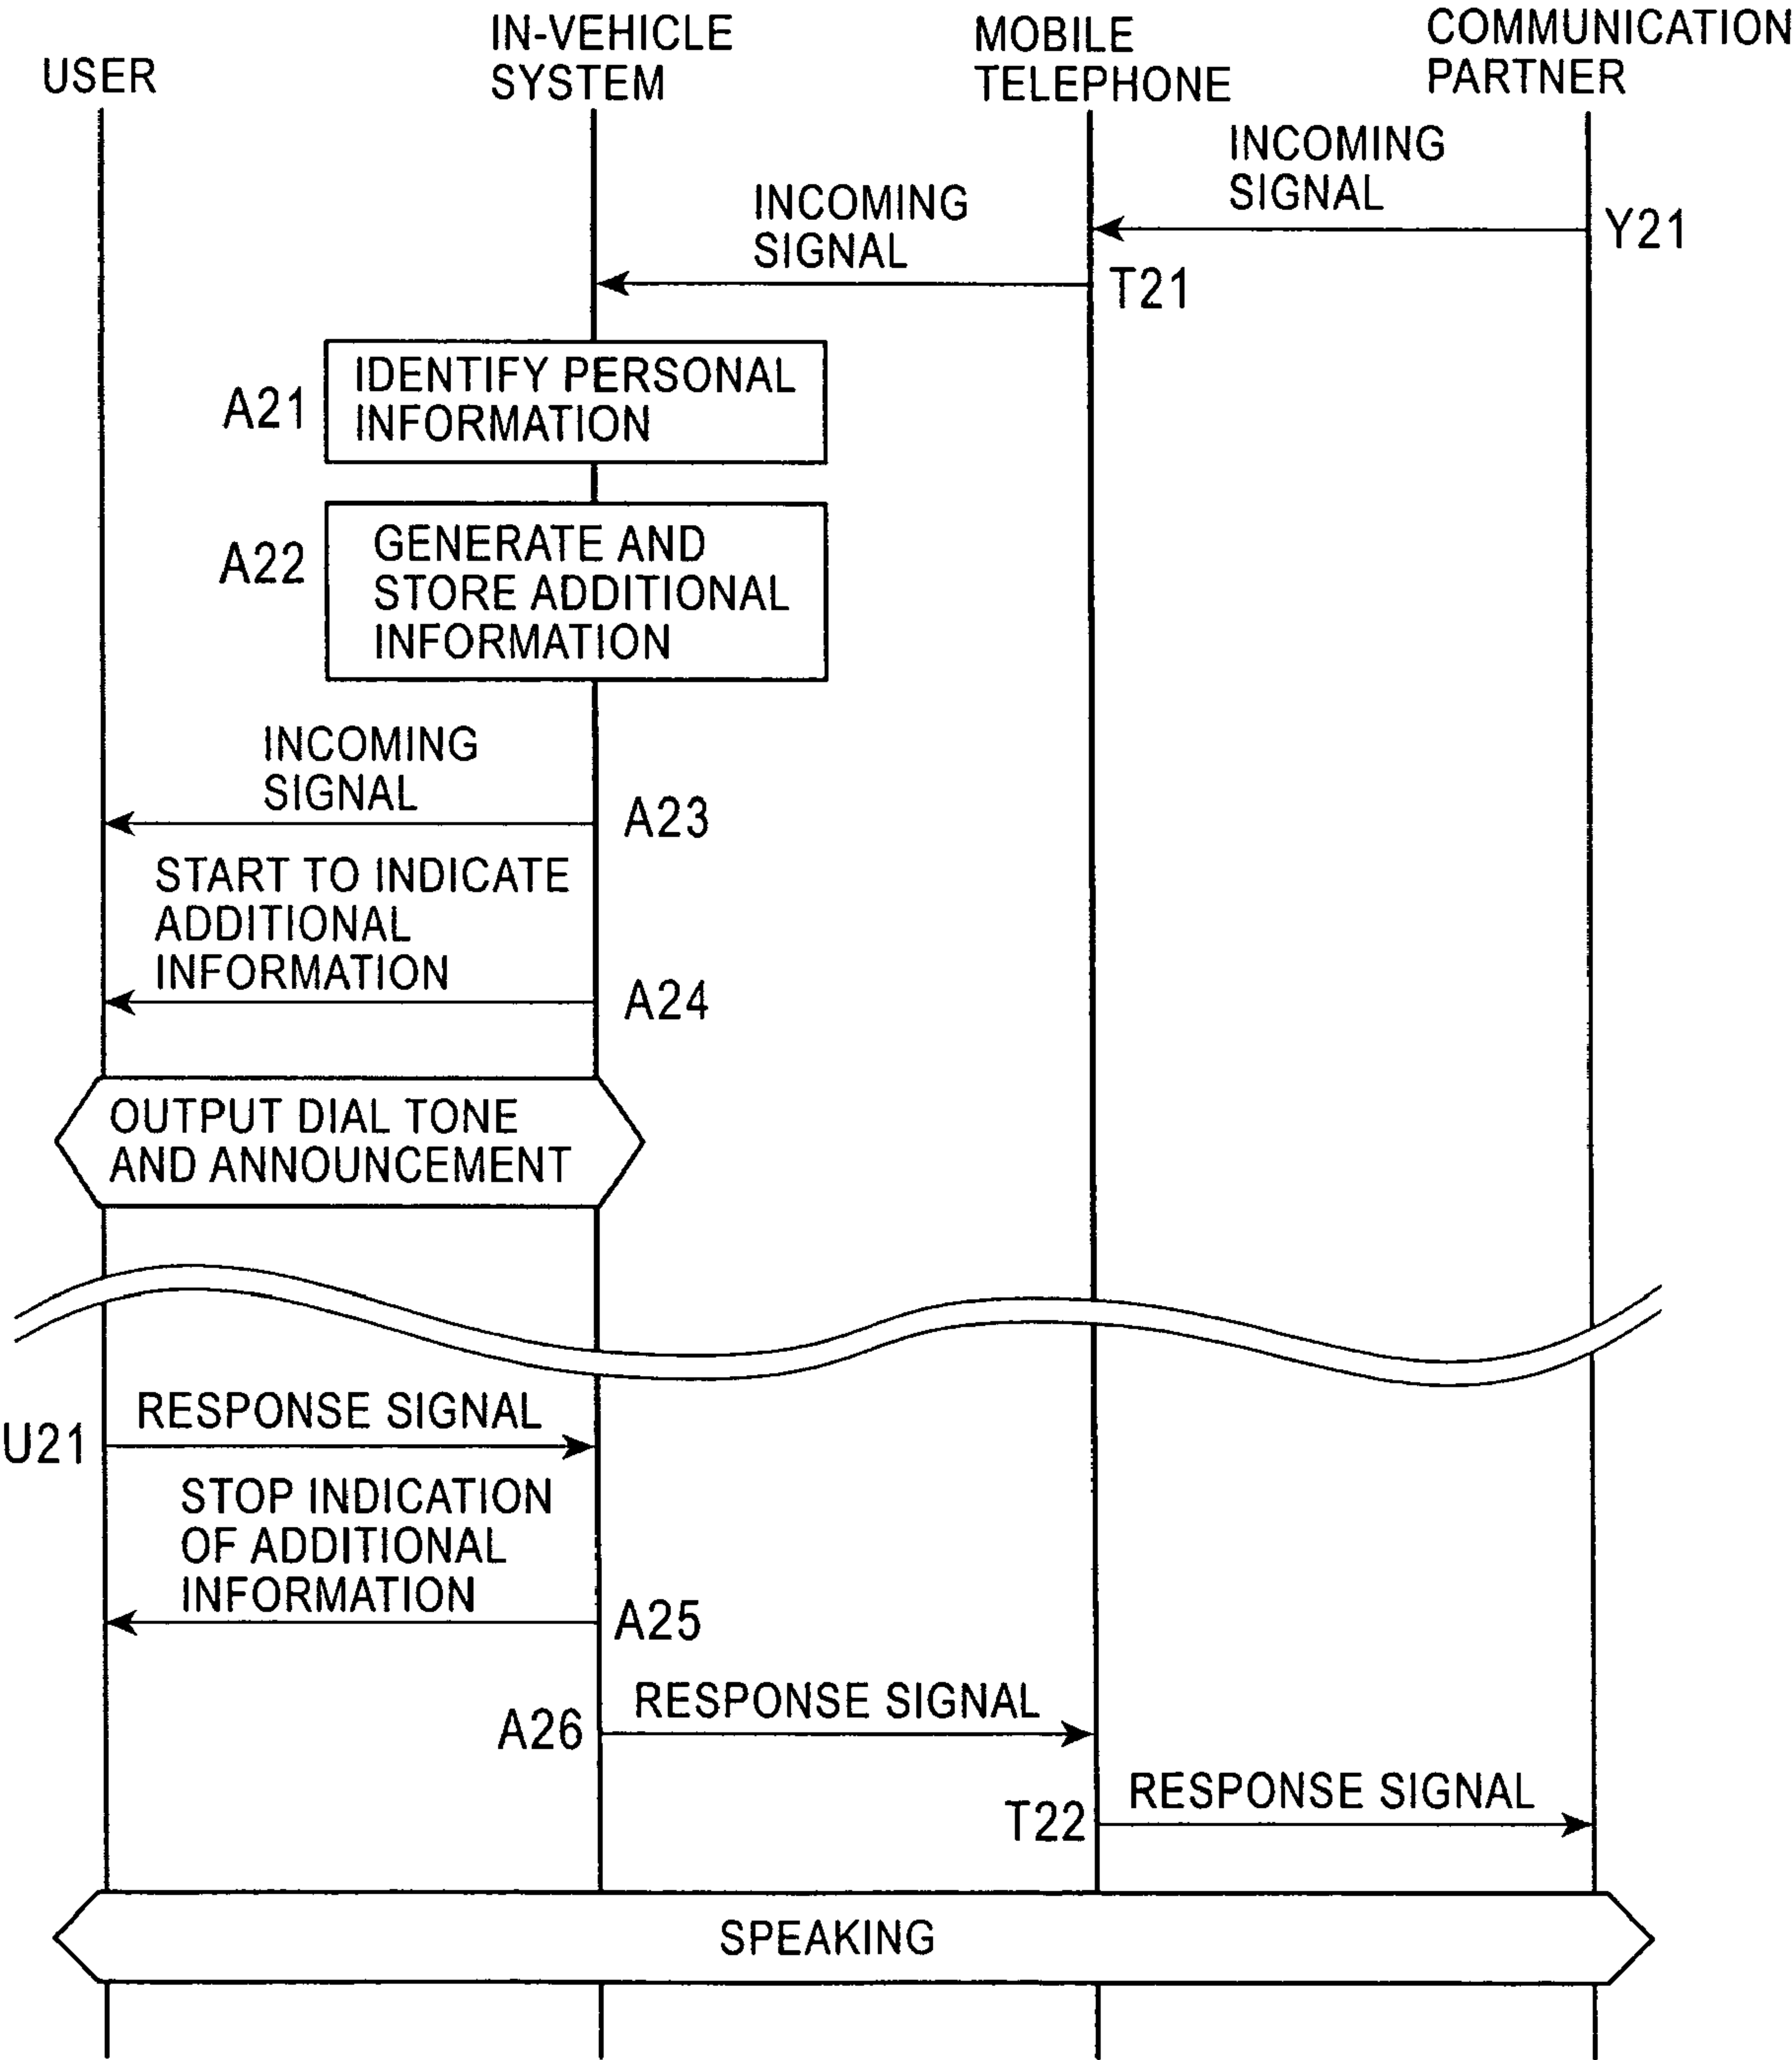 USER
IN-VEHICLE
SYSTEM
MOBILE
TELEPHONE
COMMUNICATION
PARTNER
INCOMING
SIGNAL
Y21
INCOMING
SIGNAL
T21
A21
IDENTIFY PERSONAL
INFORMATION
A22
GENERATE AND
STORE ADDITIONAL
INFORMATION
INCOMING
SIGNAL
A23
START TO INDICATE
ADDITIONAL
INFORMATION
A24
OUTPUT DIAL TONE
AND ANNOUNCEMENT
U21
RESPONSE SIGNAL
STOP INDICATION
OF ADDITIONAL
INFORMATION
A25
A26
RESPONSE SIGNAL
T22
RESPONSE SIGNAL
SPEAKING